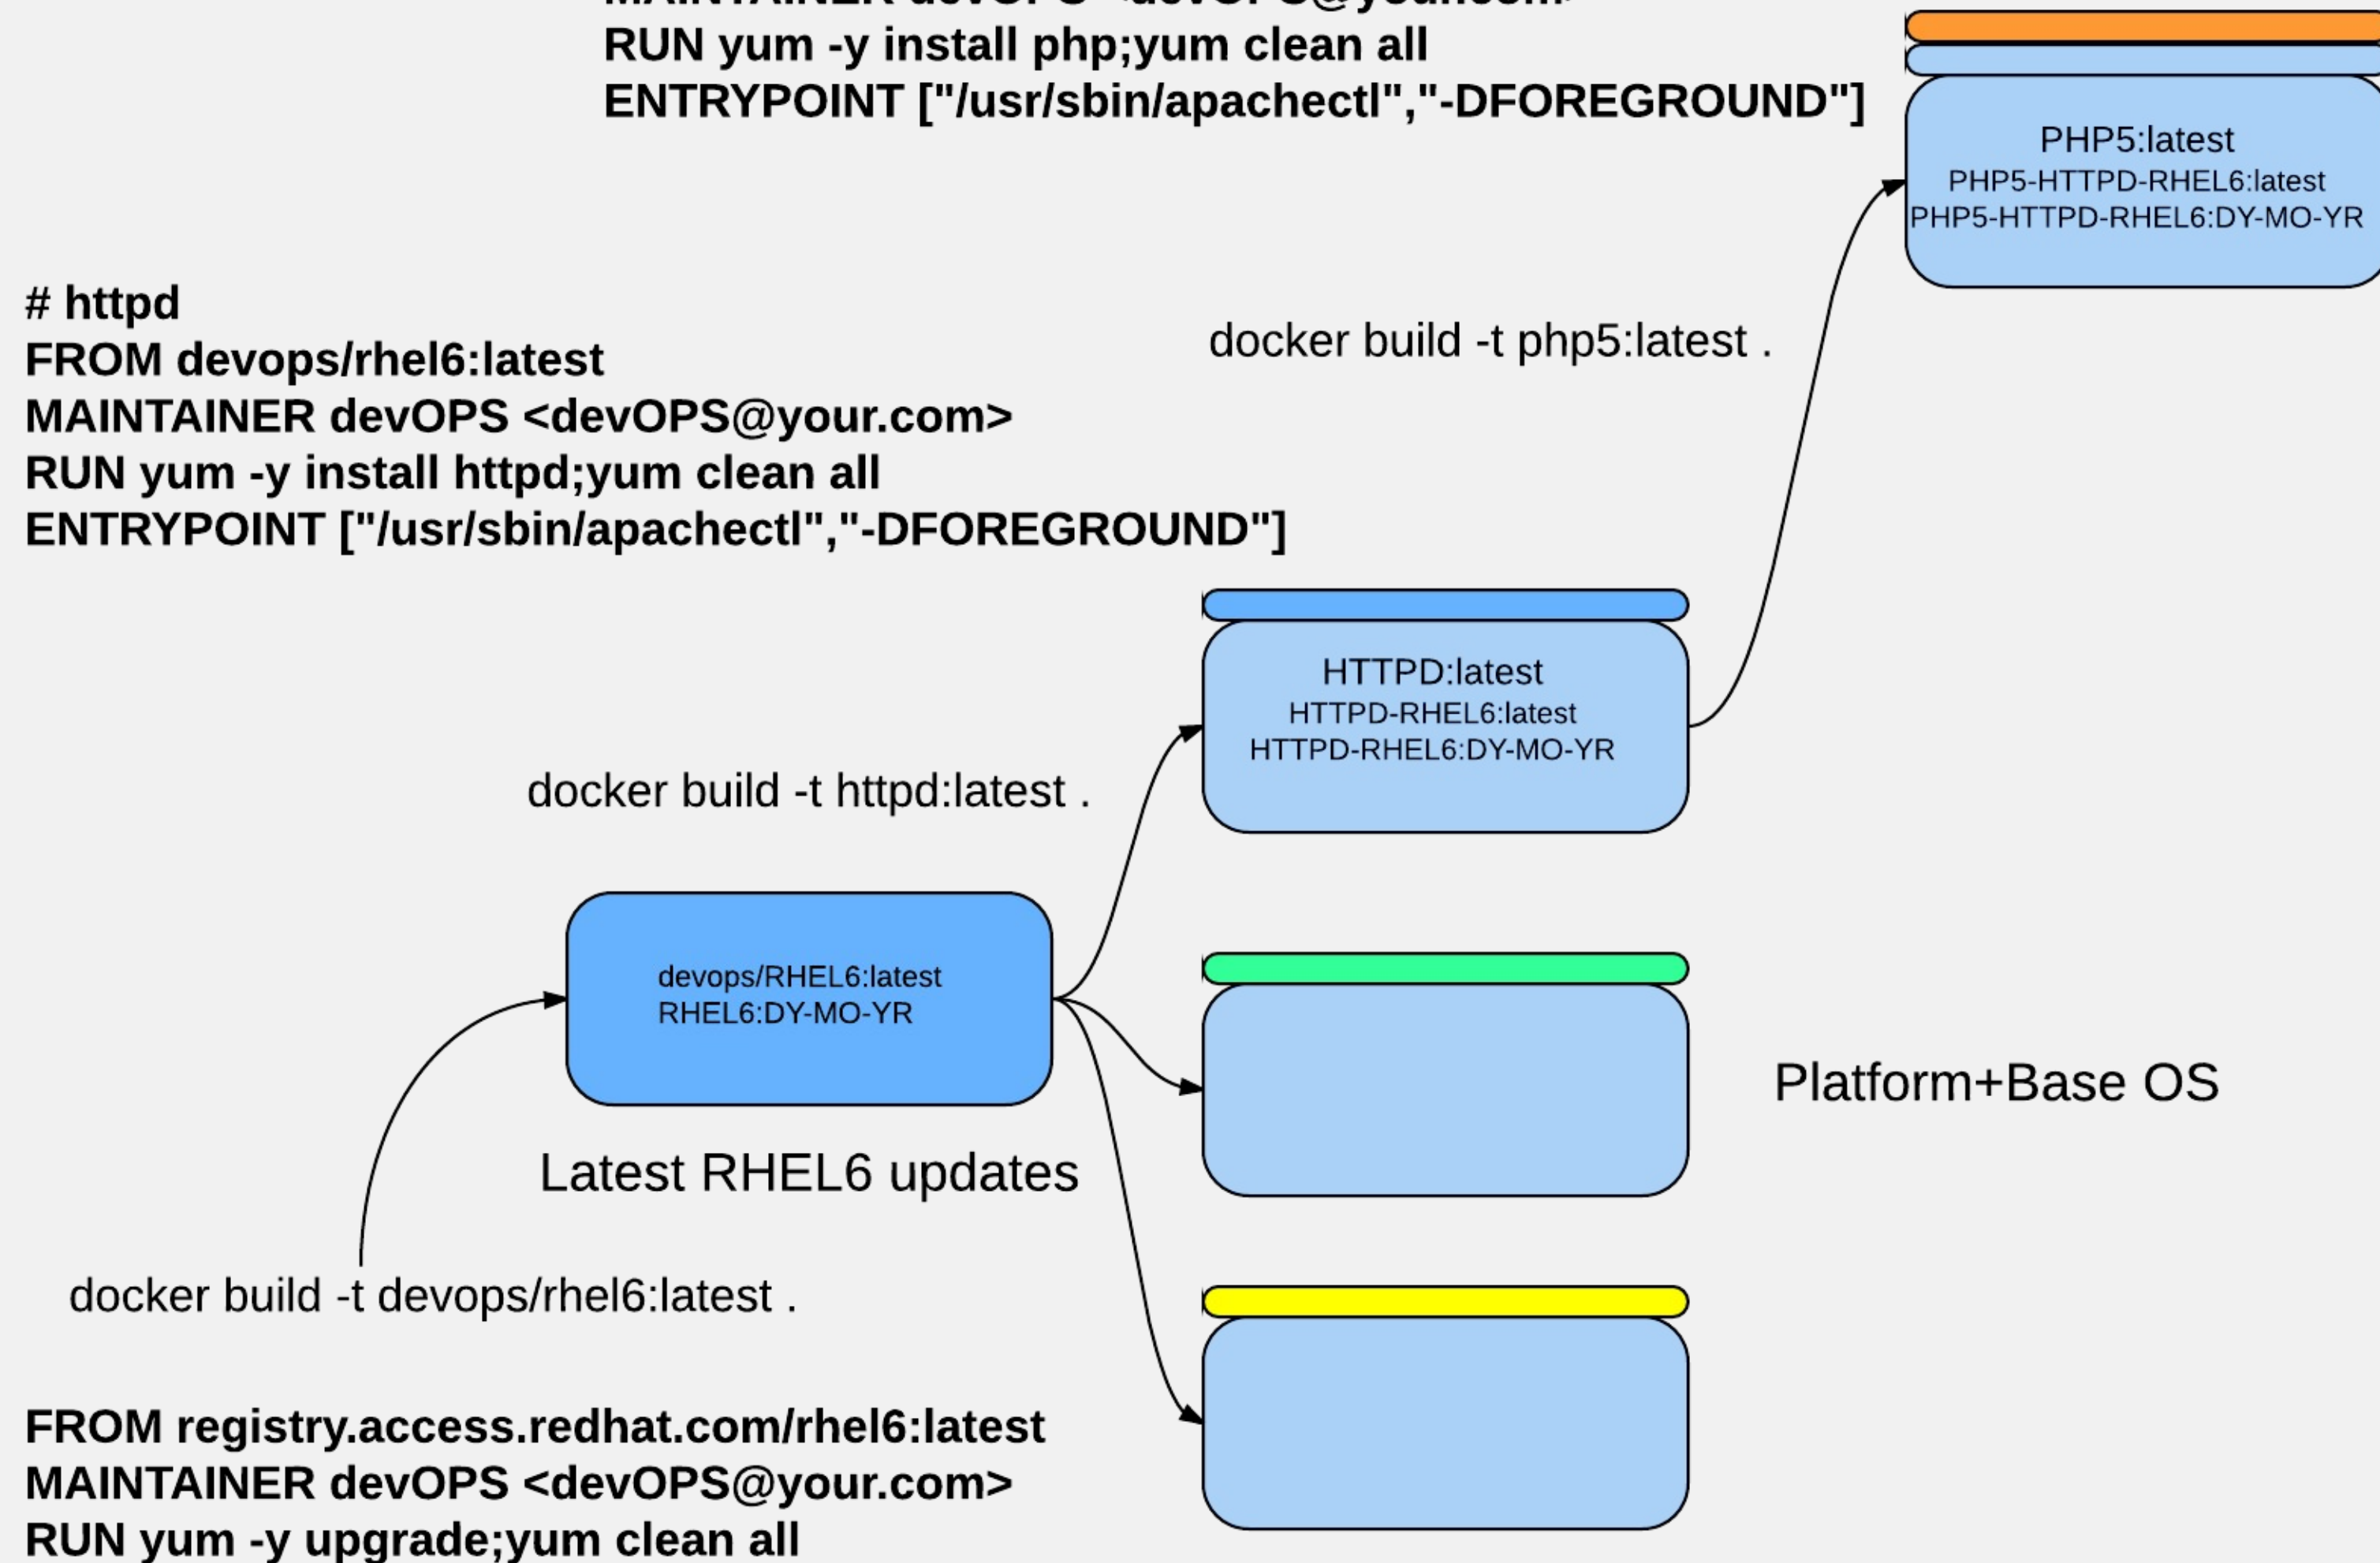 RUN yum -y install php;yum clean all
ENTRYPOINT ["/usr/sbin/apachectl","-DFOREGROUND"]
PHP5:latest
PHP5-HTTPD-RHEL6:latest
PHP5-HTTPD-RHEL6:DY-MO-YR
# httpd
FROM devops/rhel6:latest
MAINTAINER devOPS <devOPS@your.com>
RUN yum -y install httpd;yum clean all
ENTRYPOINT ["/usr/sbin/apachectl","-DFOREGROUND"]
docker build -t php5:latest .
HTTPD:latest
HTTPD-RHEL6:latest
HTTPD-RHEL6:DY-MO-YR
docker build -t httpd:latest .
devops/RHEL6:latest
RHEL6:DY-MO-YR
Platform+Base OS
Latest RHEL6 updates
docker build -t devops/rhel6:latest .
FROM registry.access.redhat.com/rhel6:latest
MAINTAINER devOPS <devOPS@your.com>
RUN yum -y upgrade;yum clean all